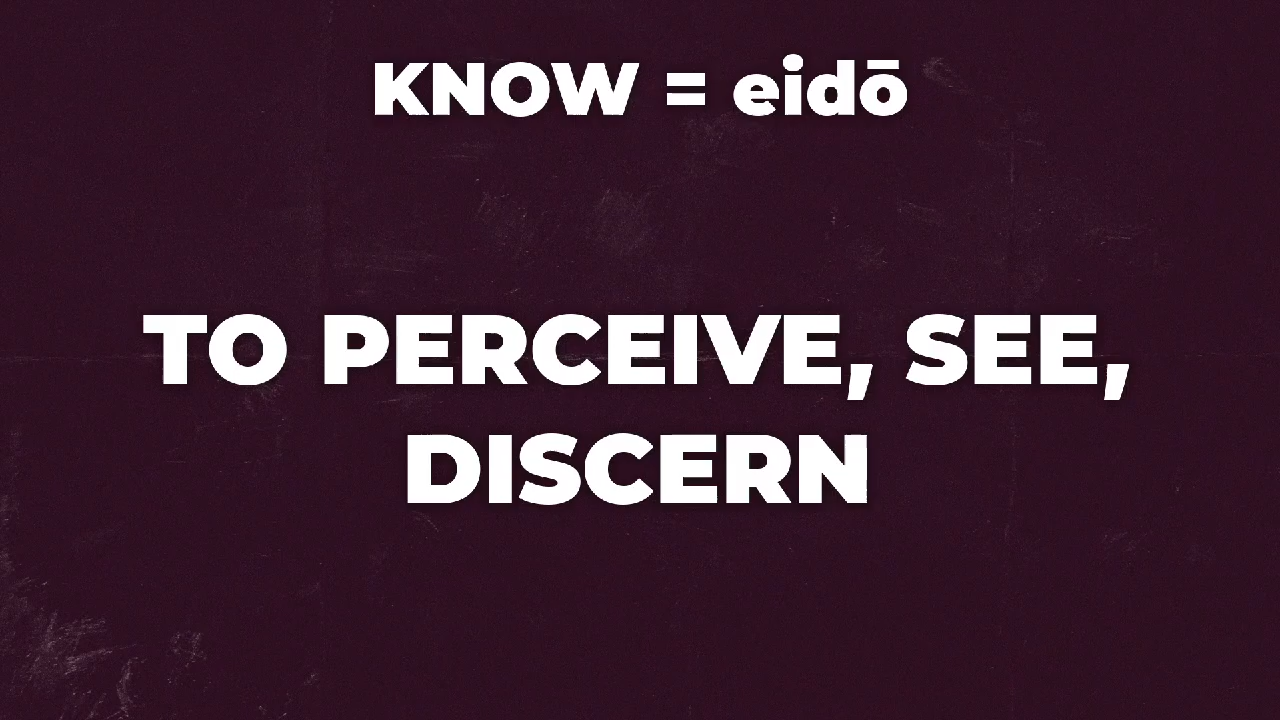 KNOW = eidō
TO PERCEIVE, SEE,
DISCERN